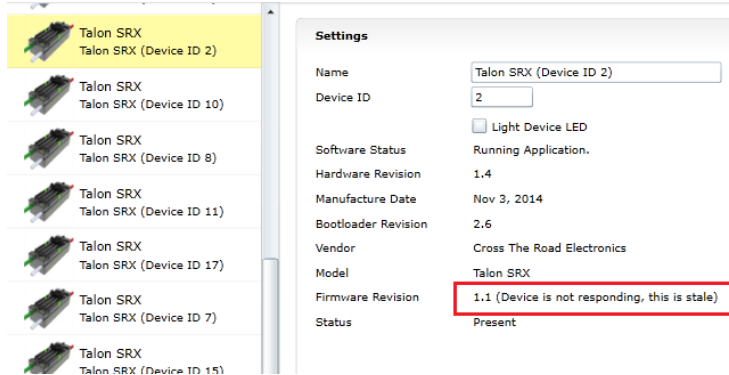 Talon SRX
Talon SRX (Device ID 2)
Talon SRX
Talon SRX (Device ID 10)
Talon SRX
Talon SRX (Device ID 8)
Talon SRX
Talon SRX (Device ID 11)
Talon SRX
Talon SRX (Device ID 17)
Talon SRX
Talon SRX (Device ID 7)
Talon SRX
Talon SRX (Device ID 15)
Settings
Name Talon SRX (Device ID 2)
Device ID 2
Light Device LED
Software Status Running Application.
Hardware Revision 1.4
Manufacture Date Nov 3, 2014
Bootloader Revision 2.6
Vendor Cross The Road Electronics
Model Talon SRX
Firmware Revision 1.1 (Device is not responding, this is stale)
Status Present